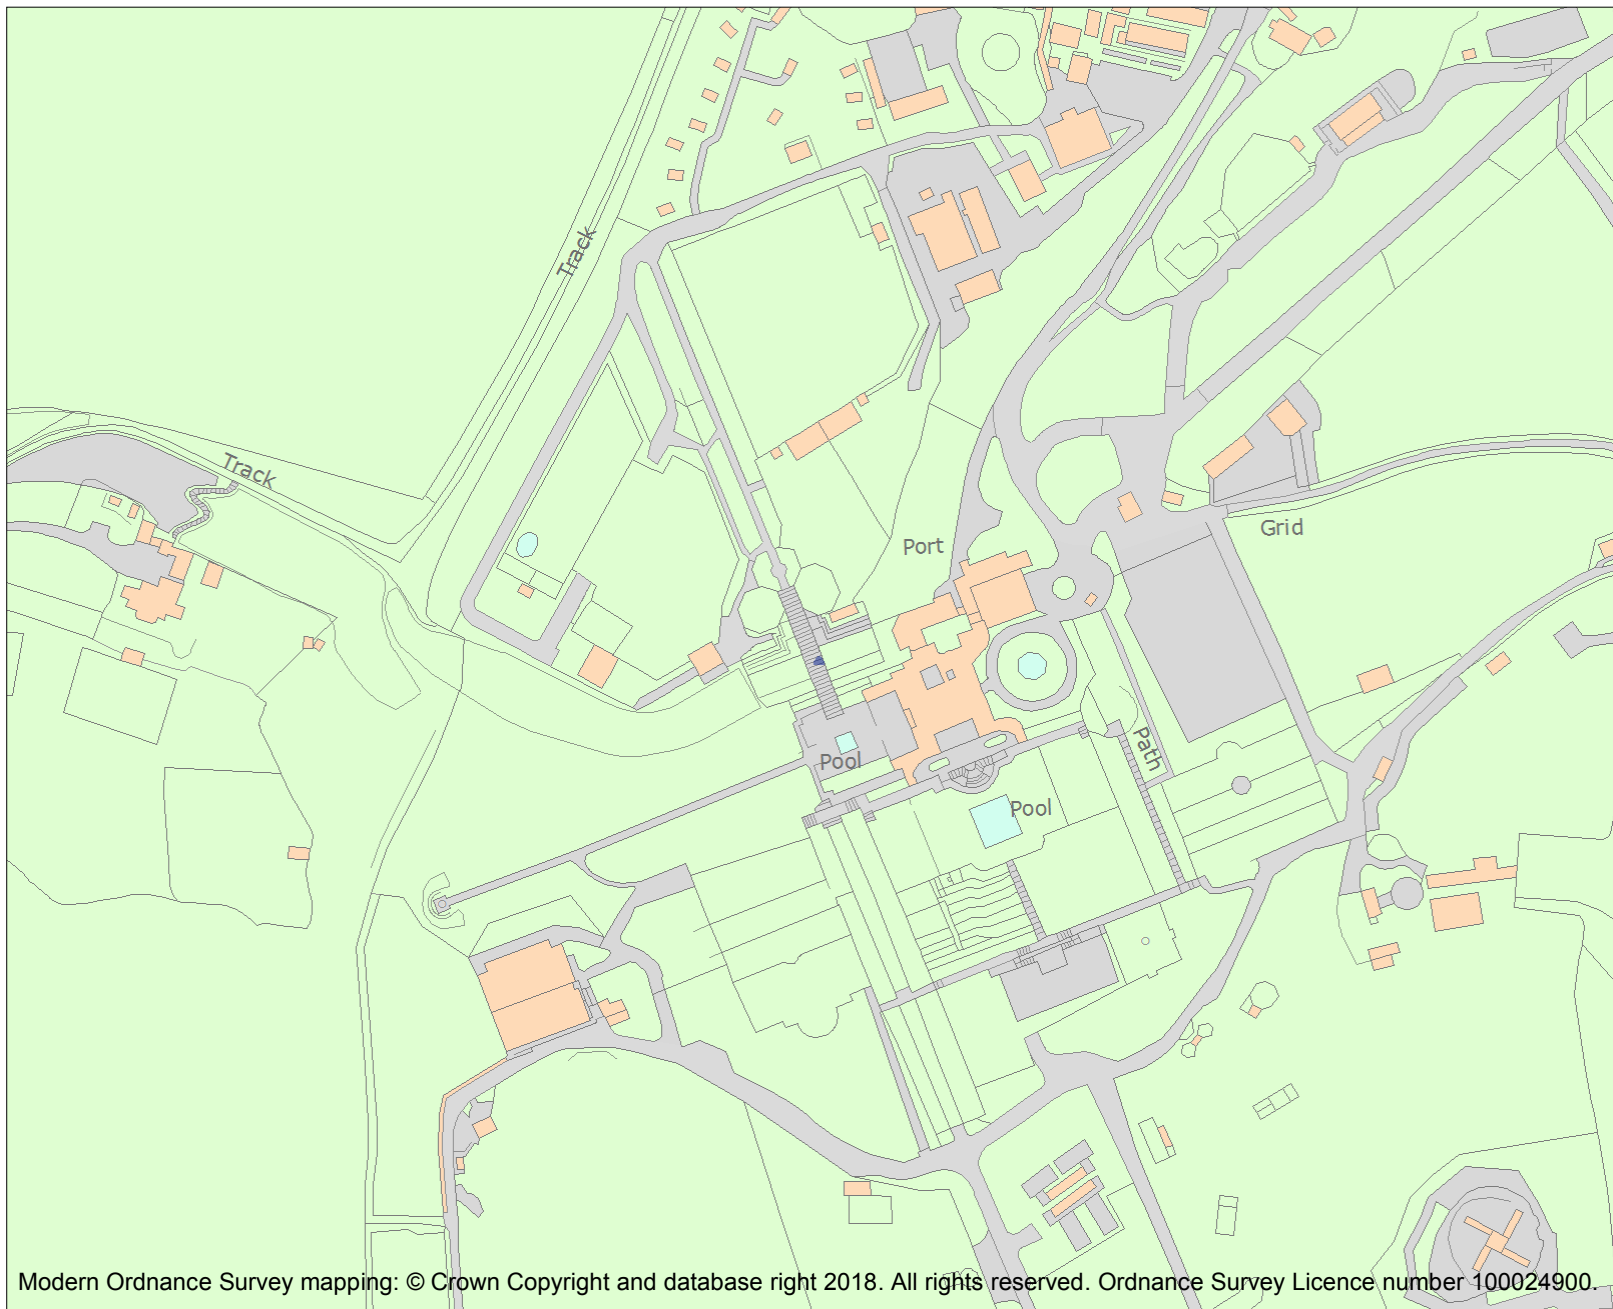 Track
Track
Grid
Port
Path
Pool
Pool
Modern Ordnance Survey mapping: © Crown Copyright and database right 2018. All rights reserved. Ordnance Survey Licence number 100024900.